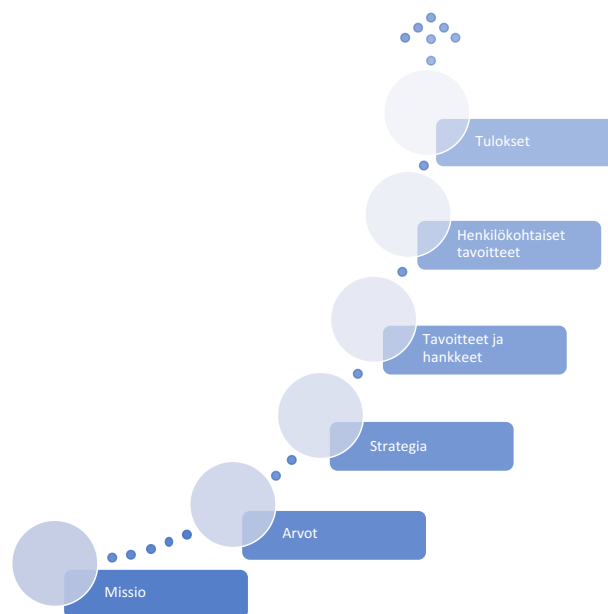 Tulokset
Henkilökohtaiset
tavoitteet
Tavoitteet ja
hankkeet
Strategia
Arvot
Missio